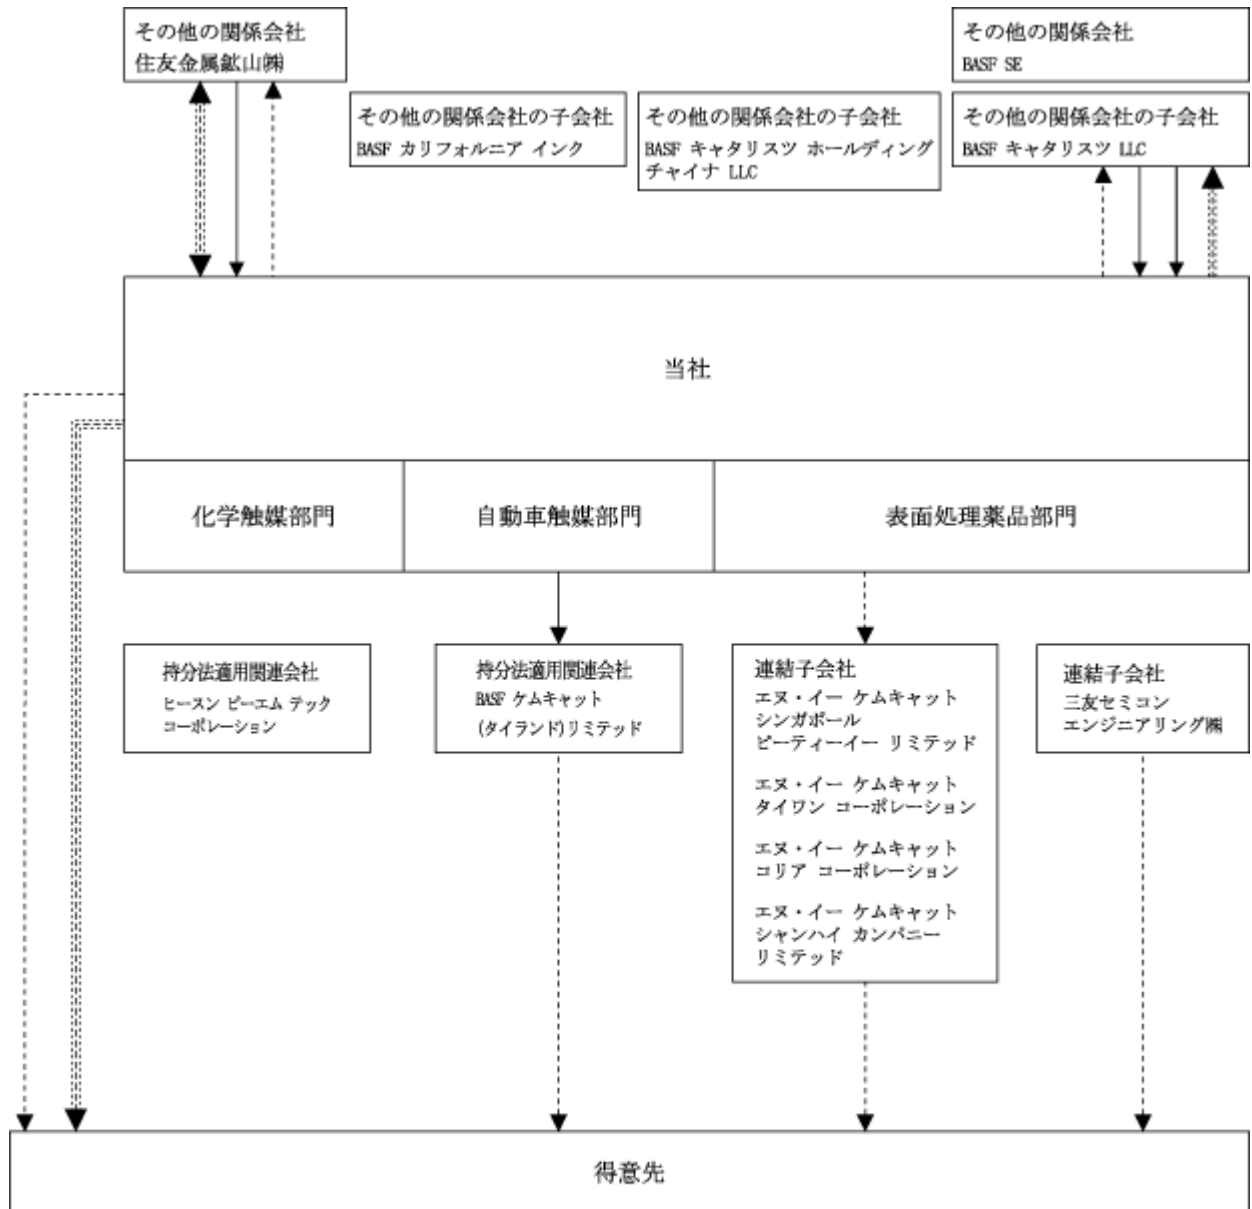 その他の関係会社
住友金属鉱山㈱
その他の関係会社
BASF SE
その他の関係会社の子会社
BASF カリフォルニア インク
その他の関係会社の子会社
BASF キャタリスツ ホールディング
チャイナ LLC
その他の関係会社の子会社
BASF キャタリスツ LLC
当社
化学触媒部門
自動車触媒部門
表面処理薬品部門
持分法適用関連会社
ヒースン ピーエム テック
コーポレーション
持分法適用関連会社
BASF ケムキャット
(タイランド)リミテッド
連結子会社
エヌ・イー ケムキャット
シンガポール
ピーティーイー リミテッド
エヌ・イー ケムキャット
タイワン コーポレーション
エヌ・イー ケムキャット
コリア コーポレーション
エヌ・イー ケムキャット
シャンハイ カンパニー
リミテッド
連結子会社
三友セミコン
エンジニアリング㈱
得意先